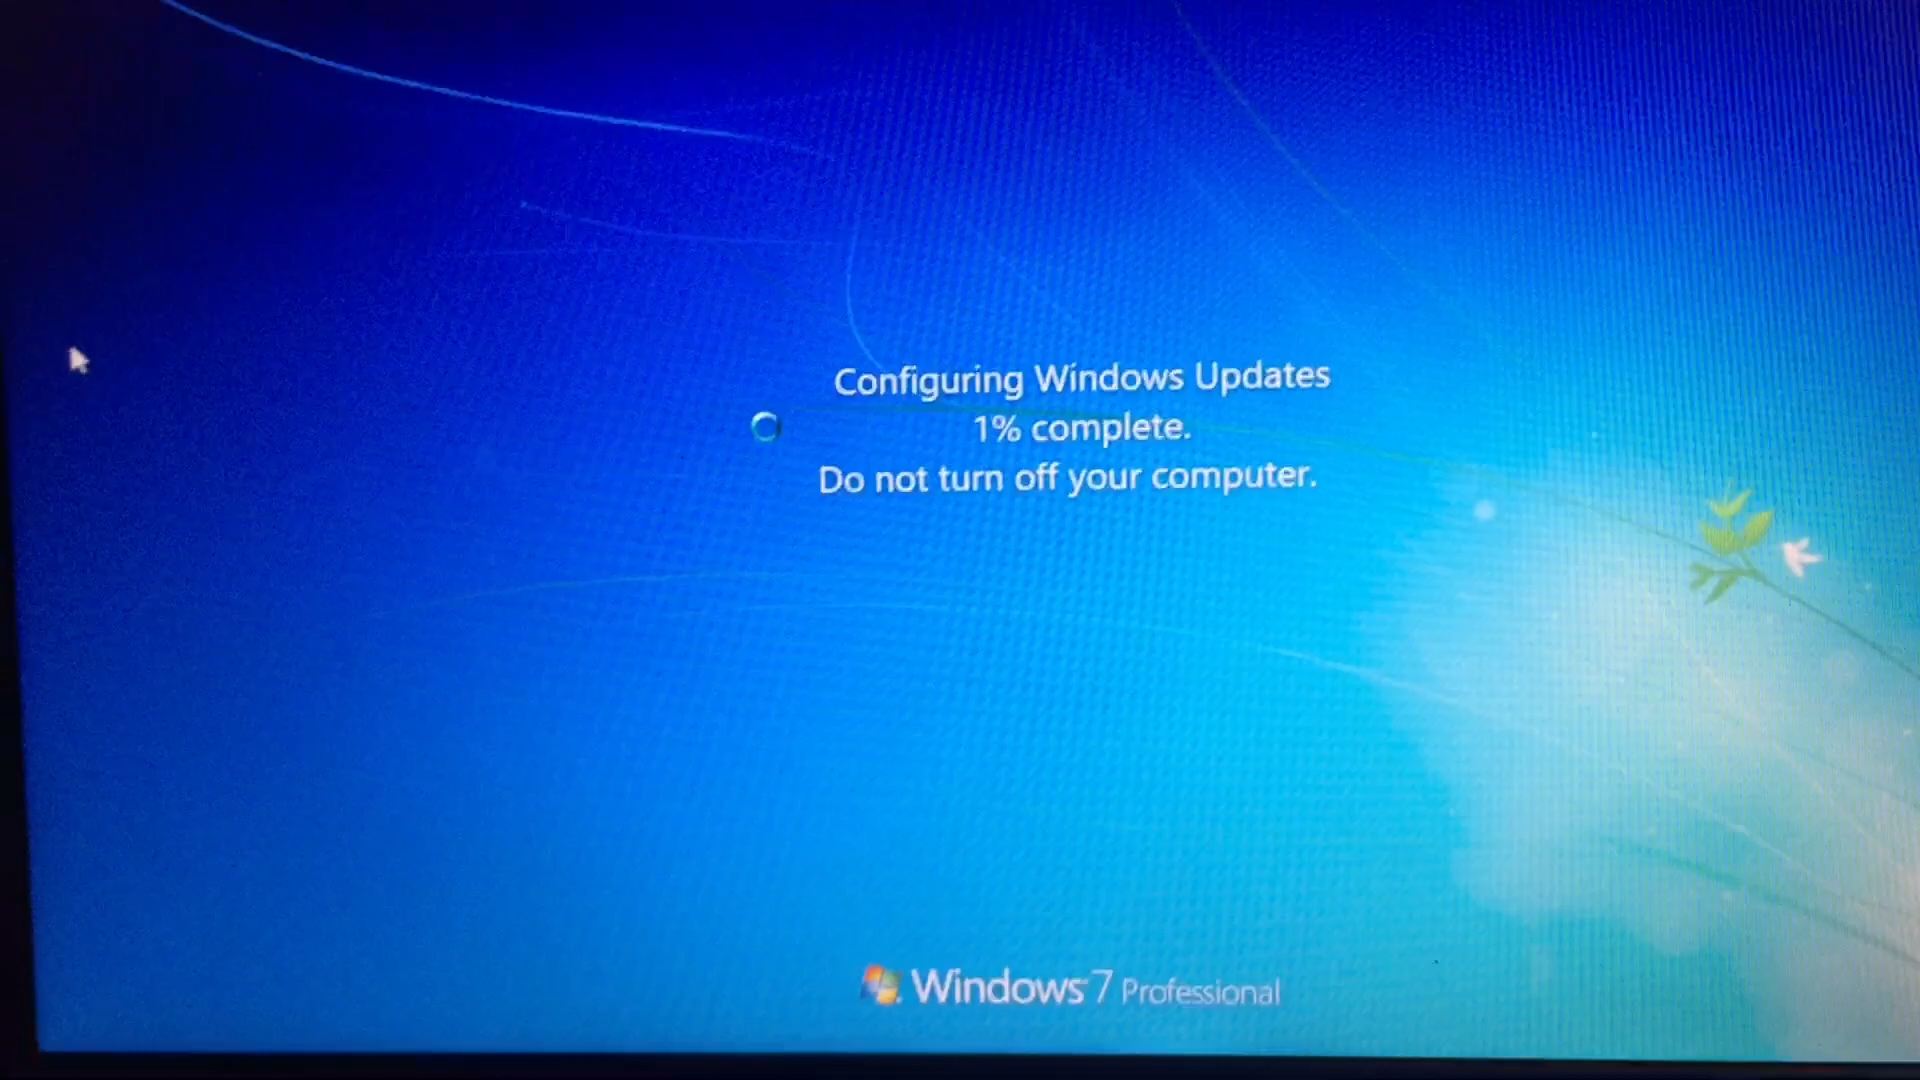 Configuring Windows Updates
1% complete.
Do not turn off your computer.
Windows 7 Professional